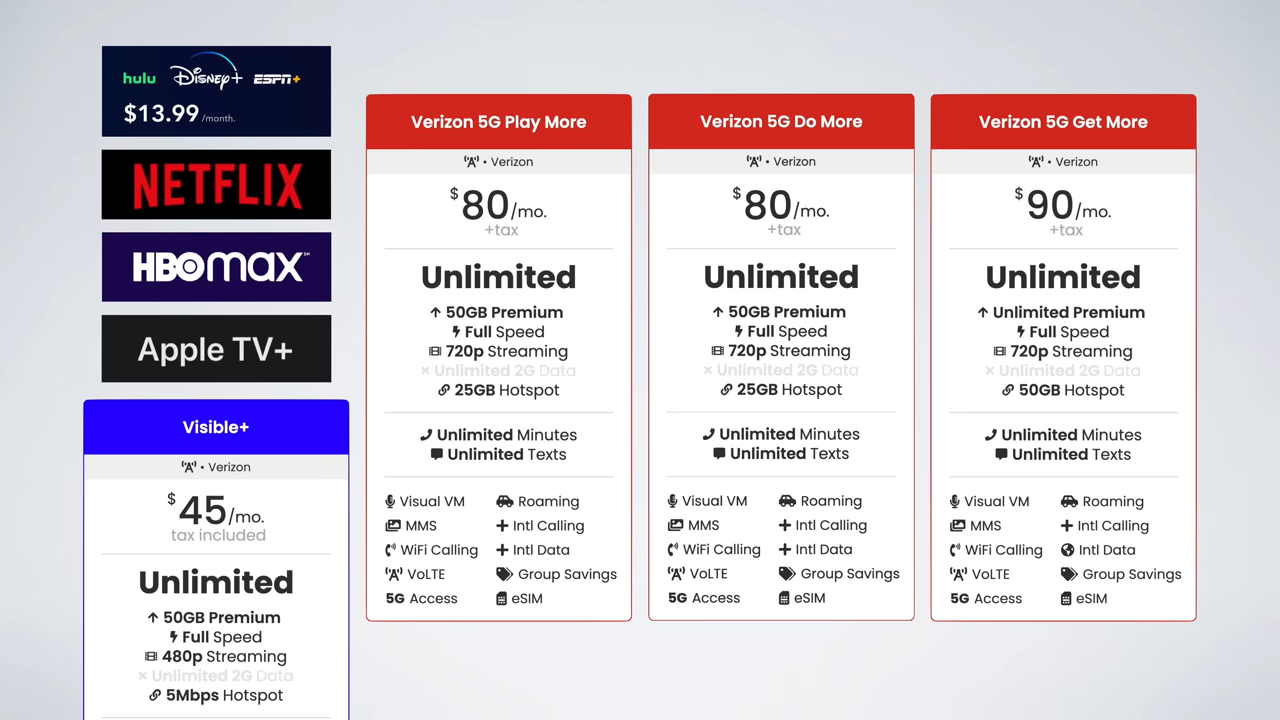 hulu Disney+ ESPN+
$13.99 /month.
NETFLIX
HBOmax
Apple TV+
Visible+
• Verizon
$45/mo.
tax included
Unlimited
50GB Premium
Full Speed
480p Streaming
× Unlimited 2G Data
5Mbps Hotspot
Verizon 5G Play More
• Verizon
$80/mo.
+tax
Unlimited
50GB Premium
Full Speed
720p Streaming
× Unlimited 2G Data
25GB Hotspot
Unlimited Minutes
Unlimited Texts
Visual VM Roaming
MMS Intl Calling
WiFi Calling Intl Data
VoLTE Group Savings
5G Access eSIM
Verizon 5G Do More
• Verizon
$80/mo.
+tax
Unlimited
50GB Premium
Full Speed
720p Streaming
× Unlimited 2G Data
25GB Hotspot
Unlimited Minutes
Unlimited Texts
Visual VM Roaming
MMS Intl Calling
WiFi Calling Intl Data
VoLTE Group Savings
5G Access eSIM
Verizon 5G Get More
• Verizon
$90/mo.
+tax
Unlimited
Unlimited Premium
Full Speed
720p Streaming
× Unlimited 2G Data
50GB Hotspot
Unlimited Minutes
Unlimited Texts
Visual VM Roaming
MMS Intl Calling
WiFi Calling Intl Data
VoLTE Group Savings
5G Access eSIM